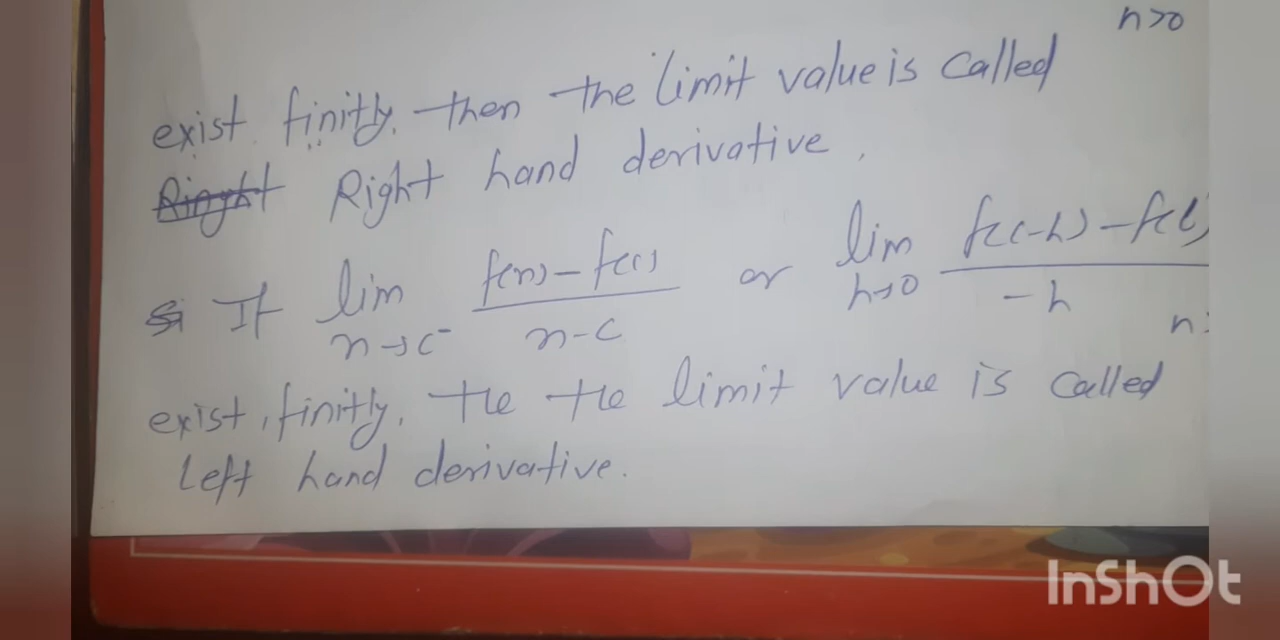 h>0
exist finitly, then the limit value is called
Right hand derivative,
If lim n→c⁻ f(n)-f(c) / n-c or lim h→0 f(c-h)-f(c) / -h
exist, finitly, the the limit value is called
Left hand derivative.
InShOt